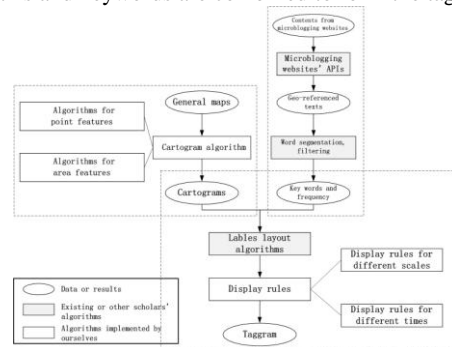 Contents from
microblogging websites
Microblogging
websites' APIs
General maps
Geo-referenced
texts
Algorithms for
point features
Cartogram algorithm
Word segmentation,
filtering
Algorithms for
area features
Cartograms
Key words and
frequency
Lables layout
algorithms
Display rules for
different scales
Data or results
Display rules
Existing or other scholars'
algorithms
Algorithms implemented by
ourselves
Display rules for
different times
Taggram